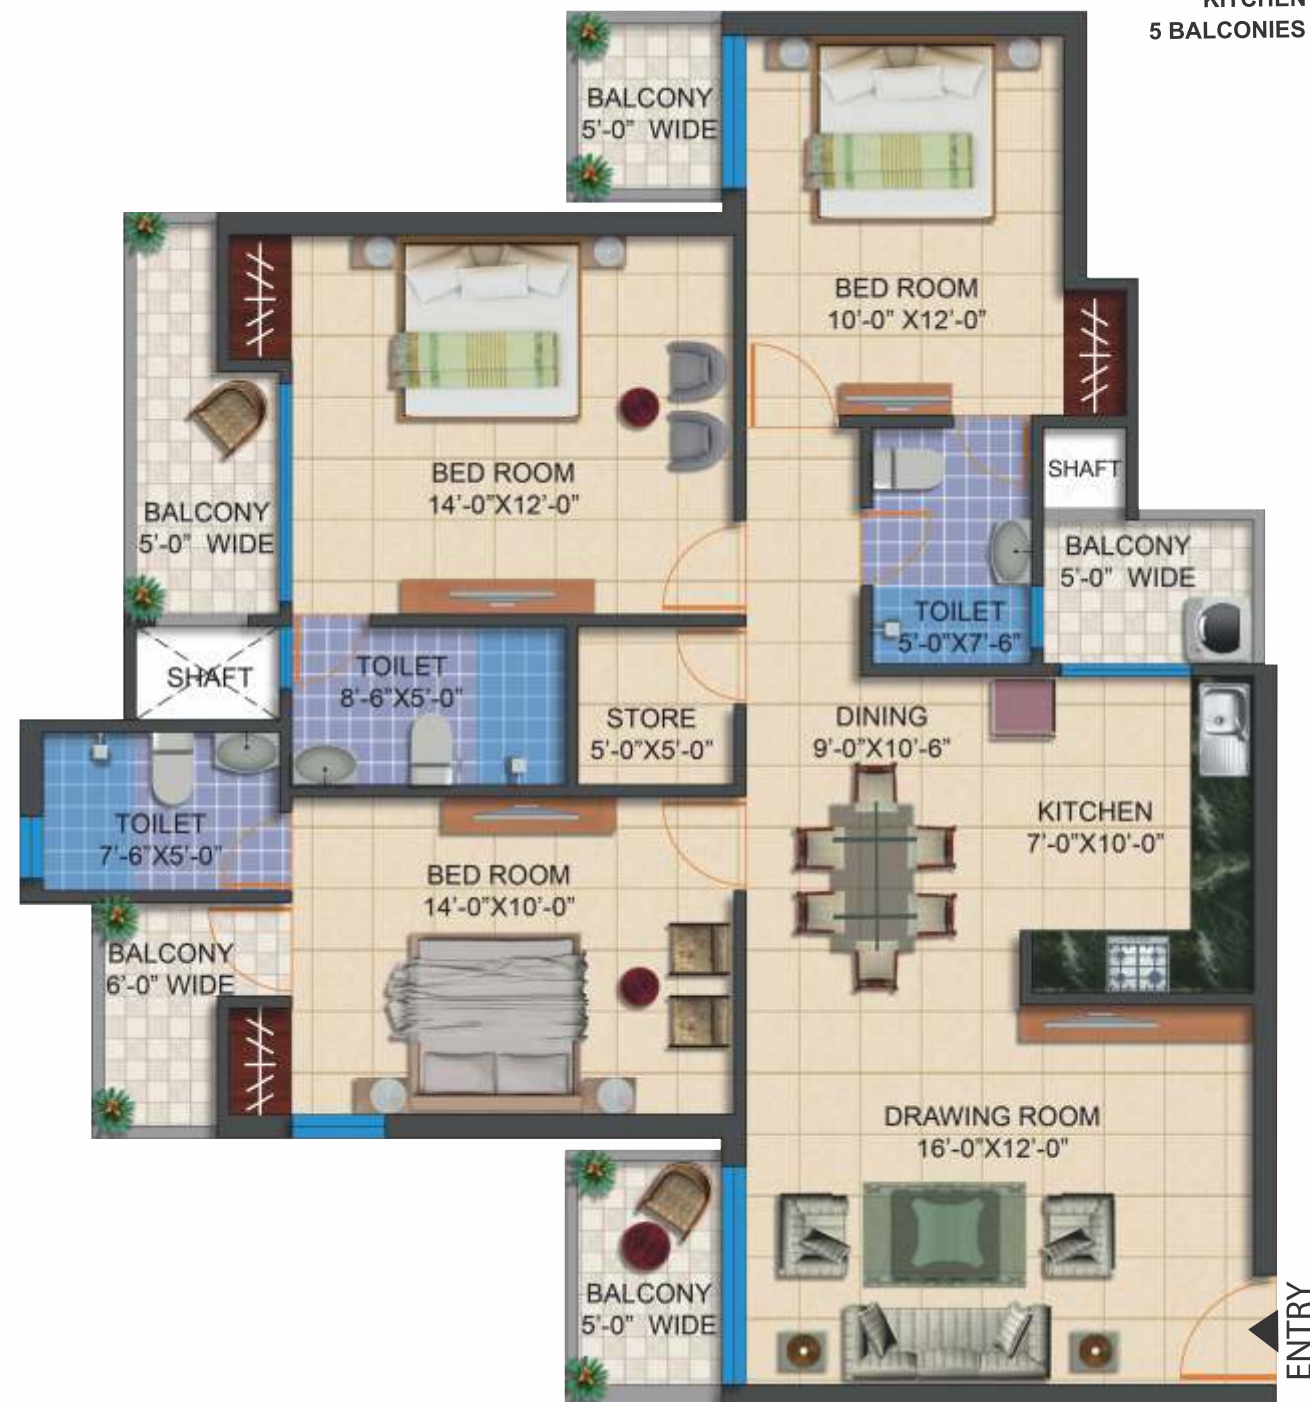 KITCHEN
5 BALCONIES
BALCONY
5'-0" WIDE
BED ROOM
10'-0" X12'-0"
BED ROOM
14'-0"X12'-0"
BALCONY
5'-0" WIDE
SHAFT
BALCONY
5'-0" WIDE
TOILET
5'-0"X7'-6"
SHAFT
TOILET
8'-6"X5'-0"
STORE
5'-0"X5'-0"
DINING
9'-0"X10'-6"
KITCHEN
7'-0"X10'-0"
TOILET
7'-6"X5'-0"
BED ROOM
14'-0"X10'-0"
BALCONY
6'-0" WIDE
DRAWING ROOM
16'-0"X12'-0"
BALCONY
5'-0" WIDE
ENTRY